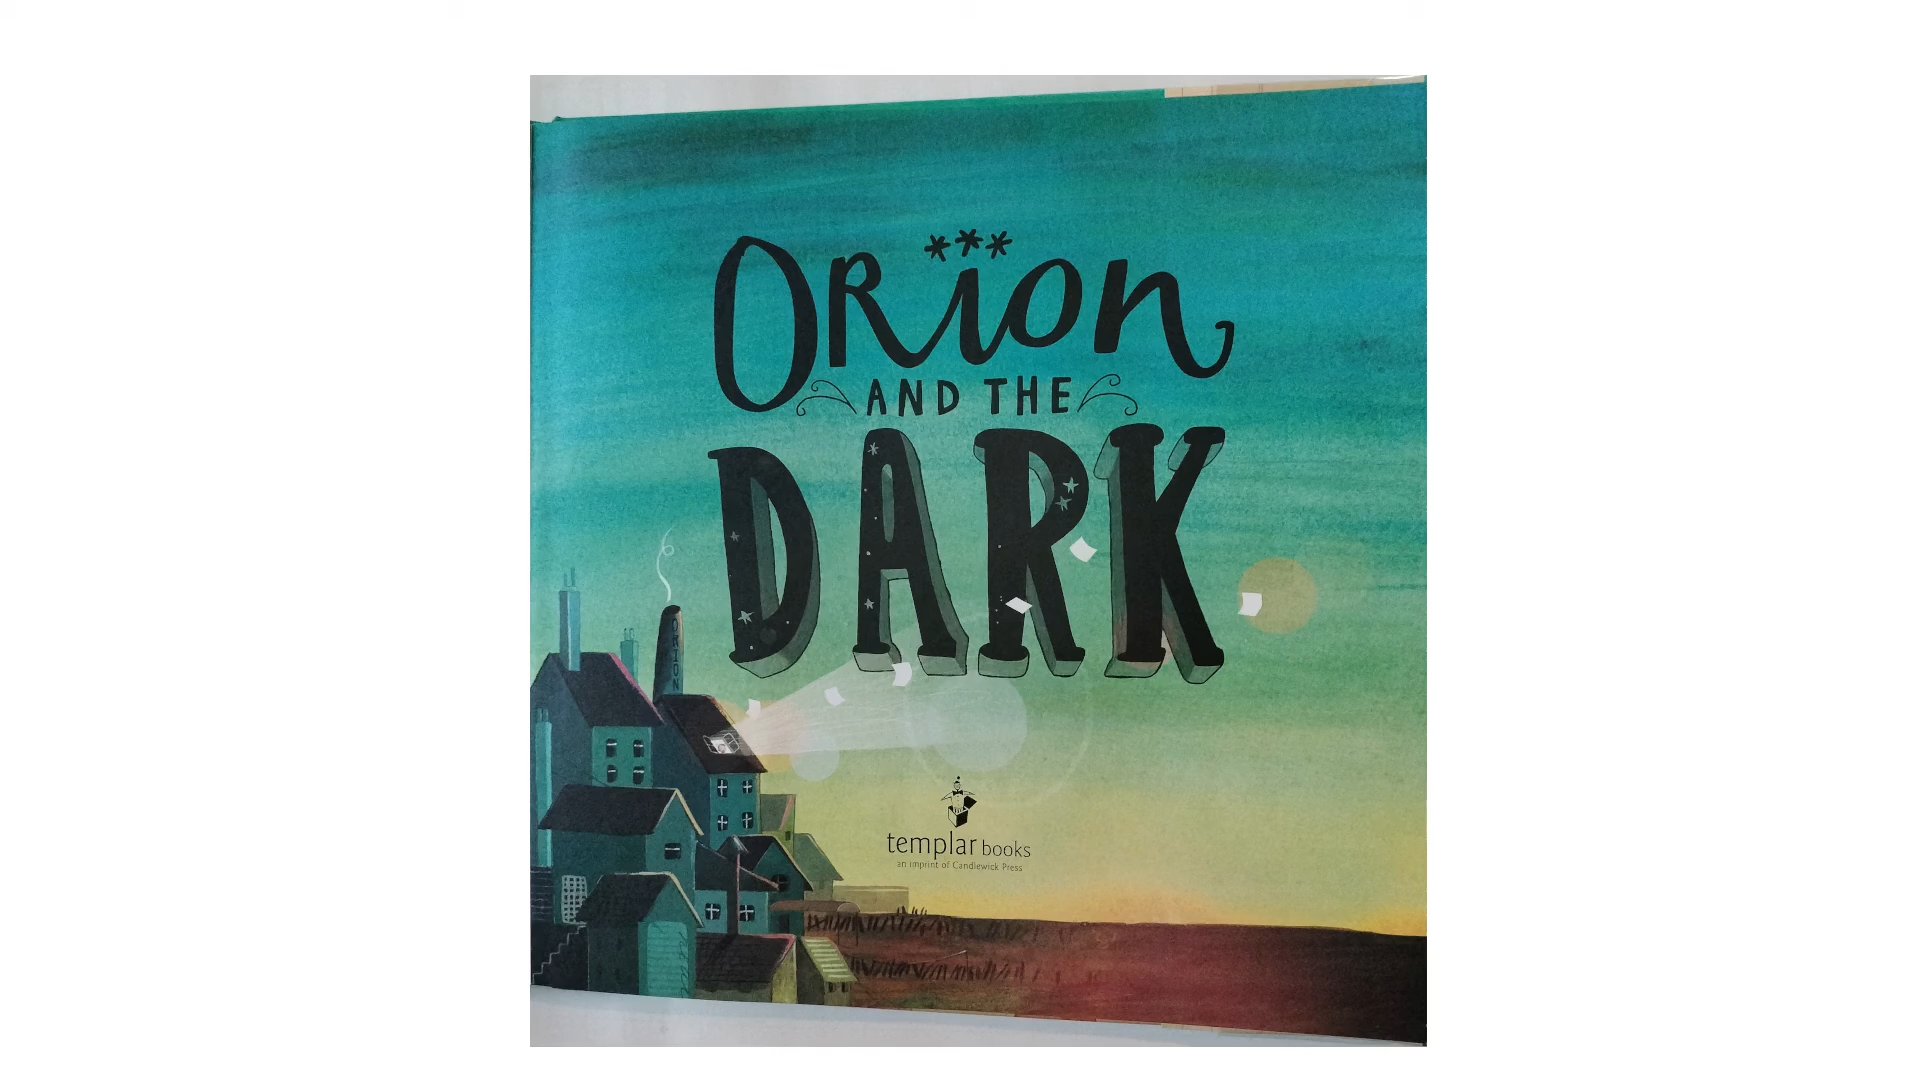 Orion
AND THE
DARK
ORION
templar books
an imprint of Candlewick Press